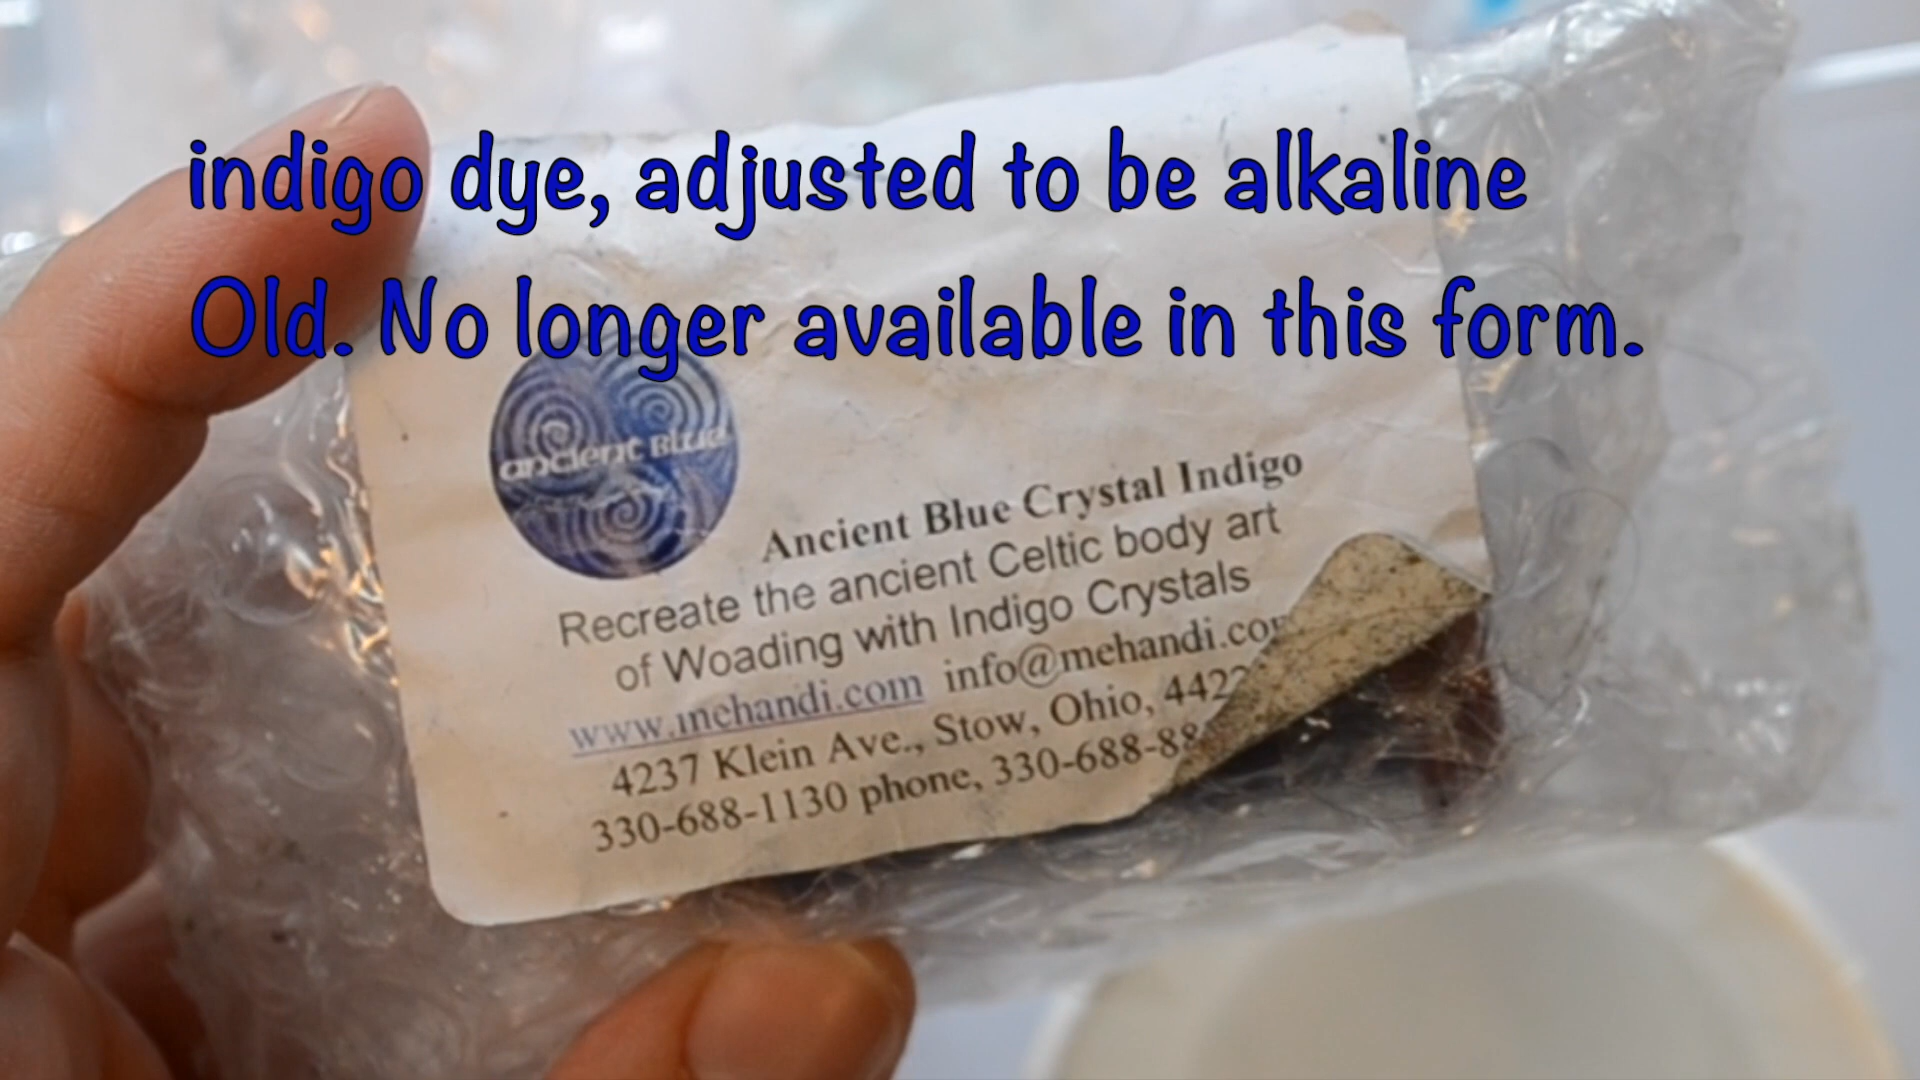 indigo dye, adjusted to be alkaline
Old. No longer available in this form.
ancient Blue
Ancient Blue Crystal Indigo
Recreate the ancient Celtic body art
of Woading with Indigo Crystals
www.mehandi.com info@mehandi.co
4237 Klein Ave., Stow, Ohio, 442
330-688-1130 phone, 330-688-88